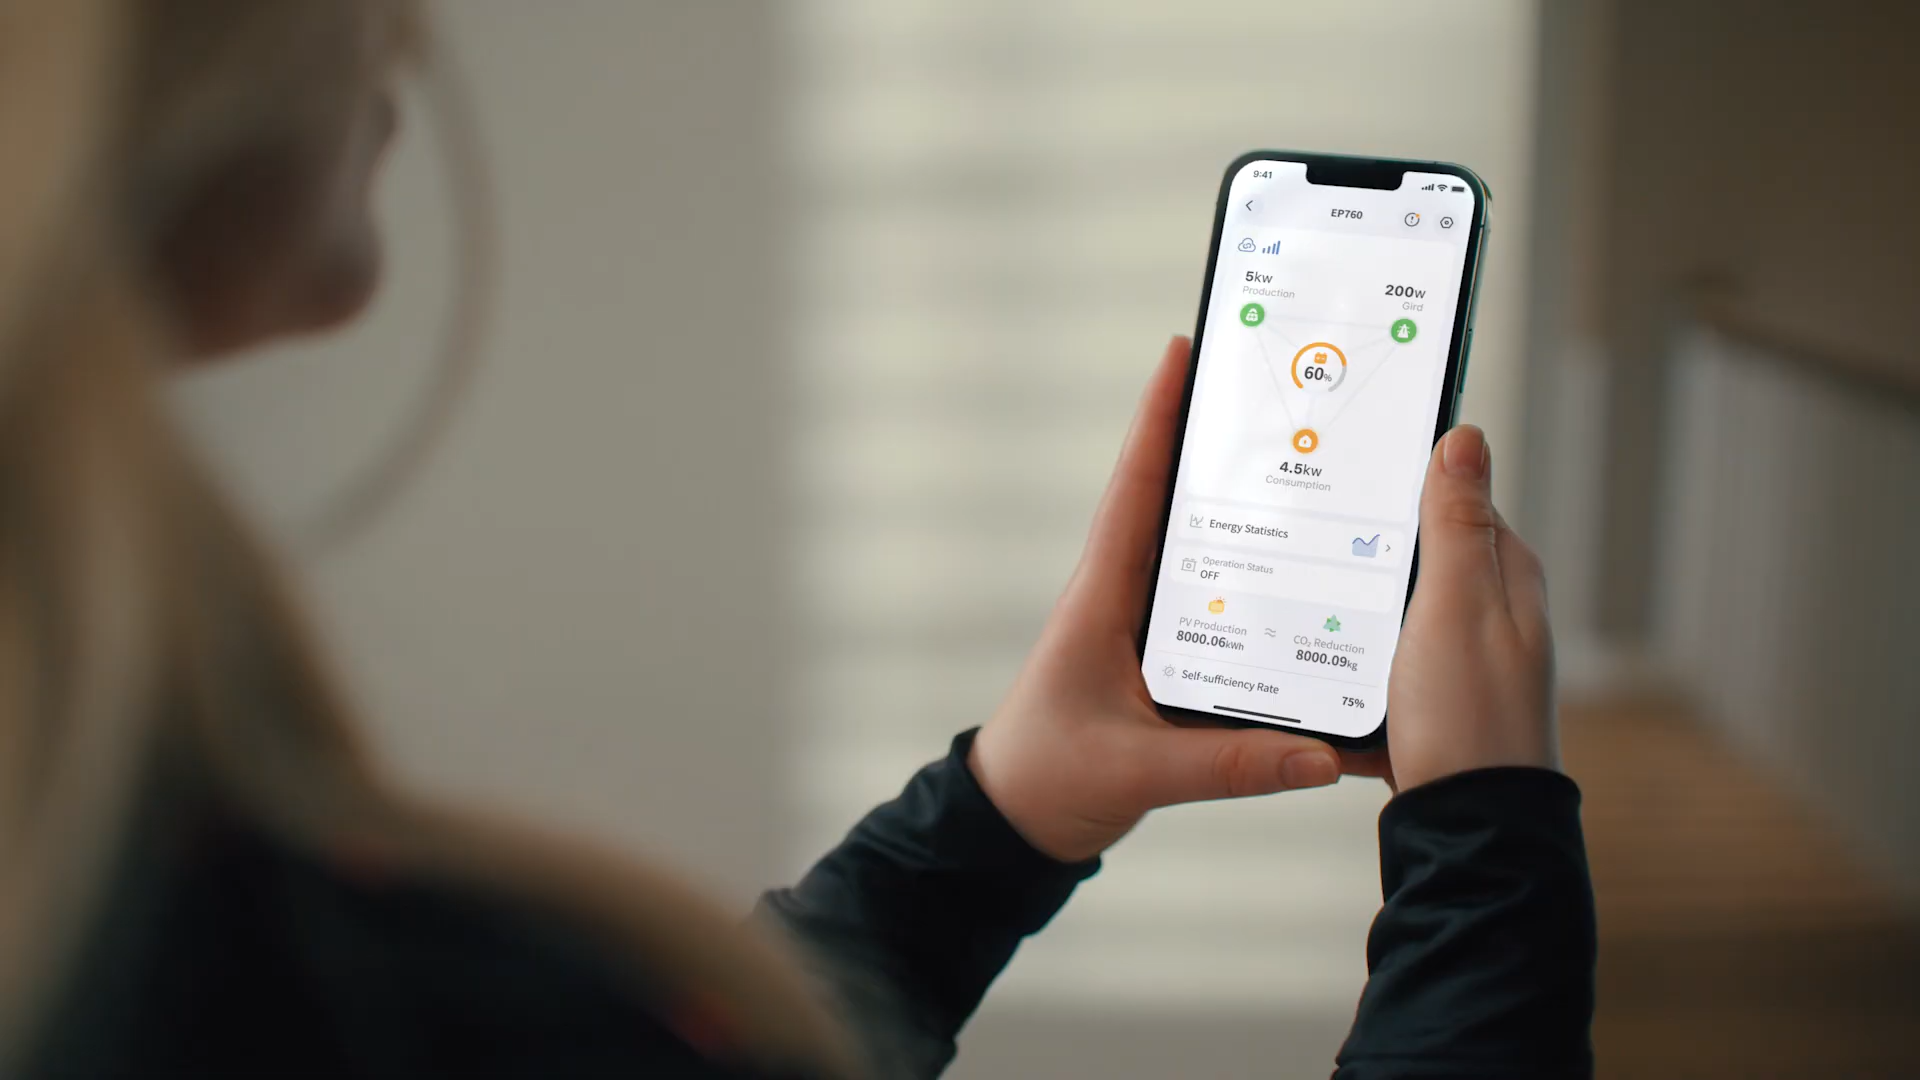 9:41
EP760
5kw
Production
200w
Gird
60%
4.5kw
Consumption
Energy Statistics
Operation Status
OFF
PV Production
8000.06kWh
≈
CO₂ Reduction
8000.09kg
Self-sufficiency Rate
75%